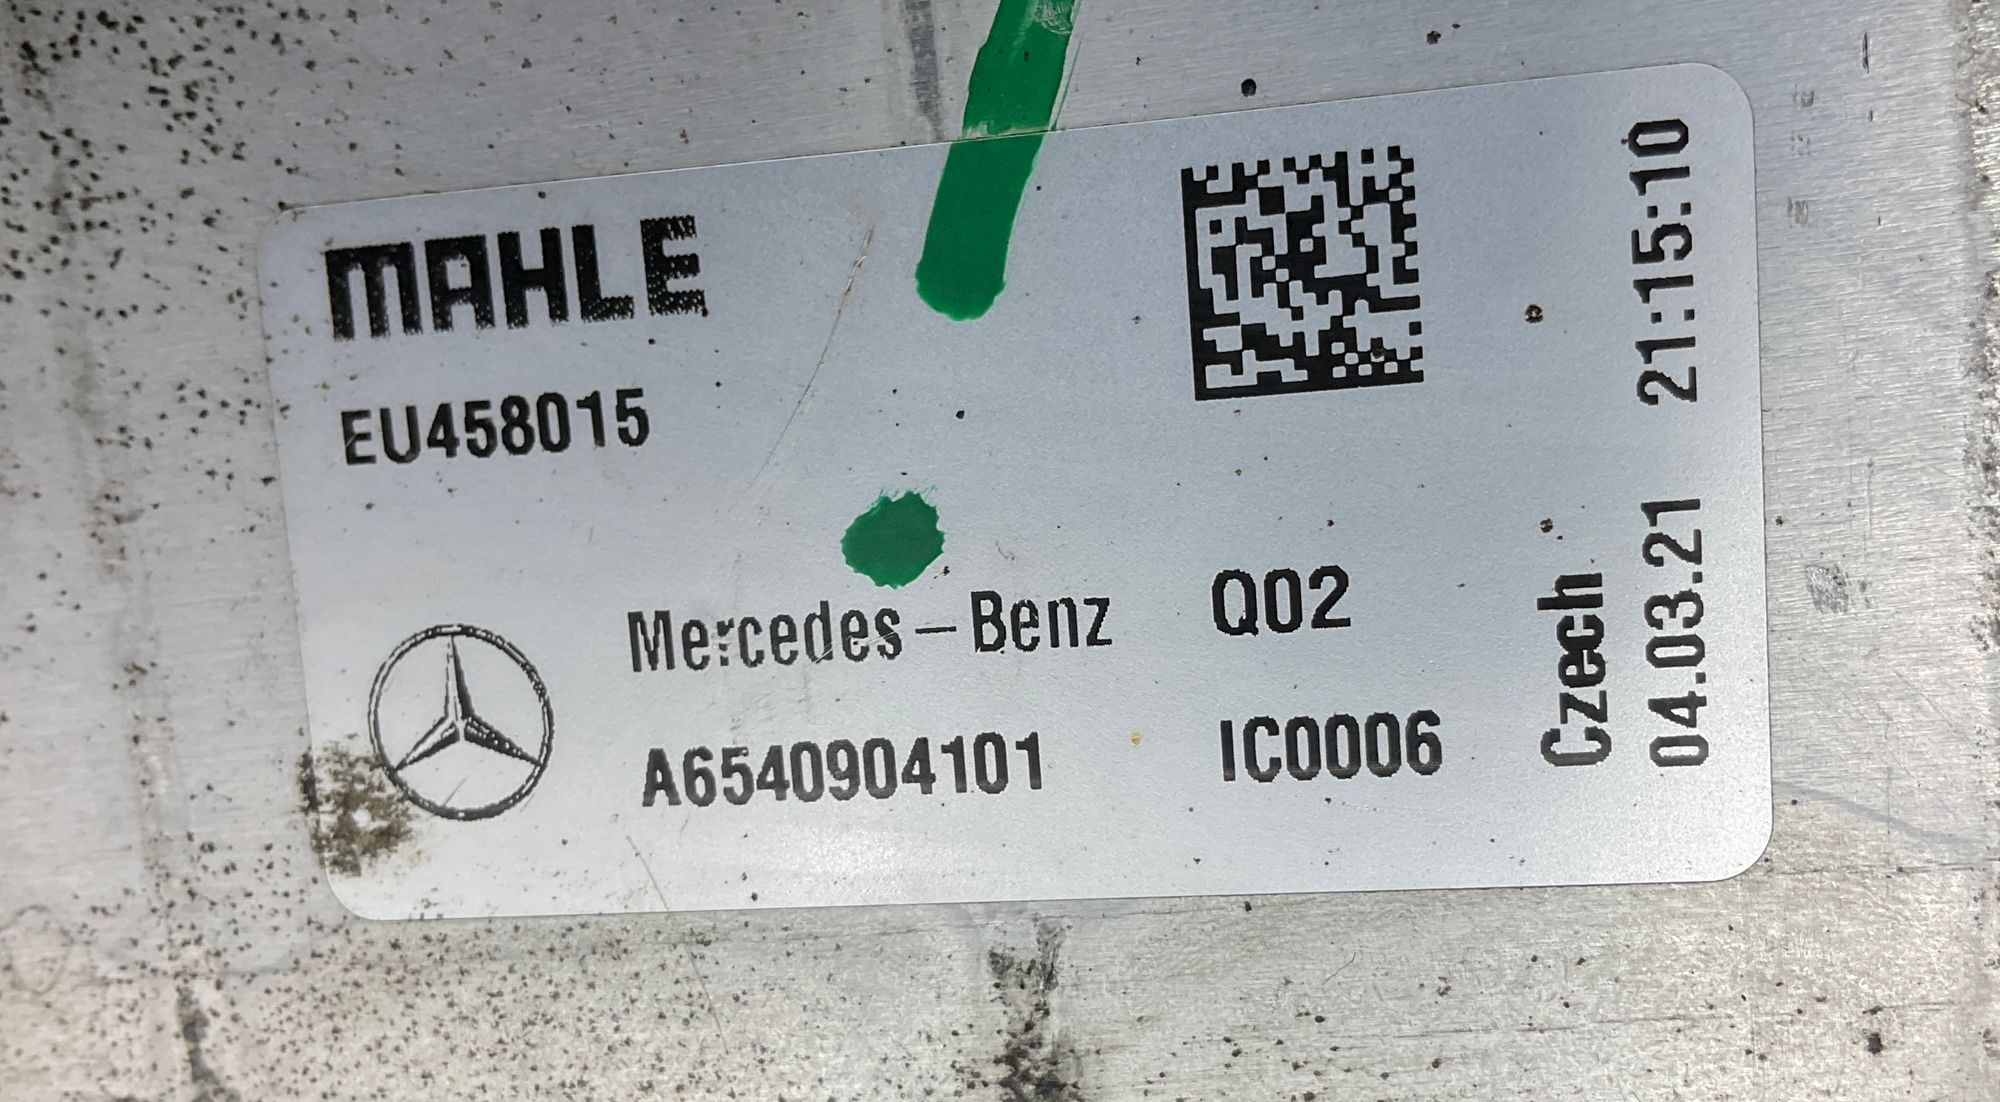 MAHLE
EU458015
Mercedes-Benz
A6540904101
Q02
IC0006
Czech
04.03.21 21:15:10